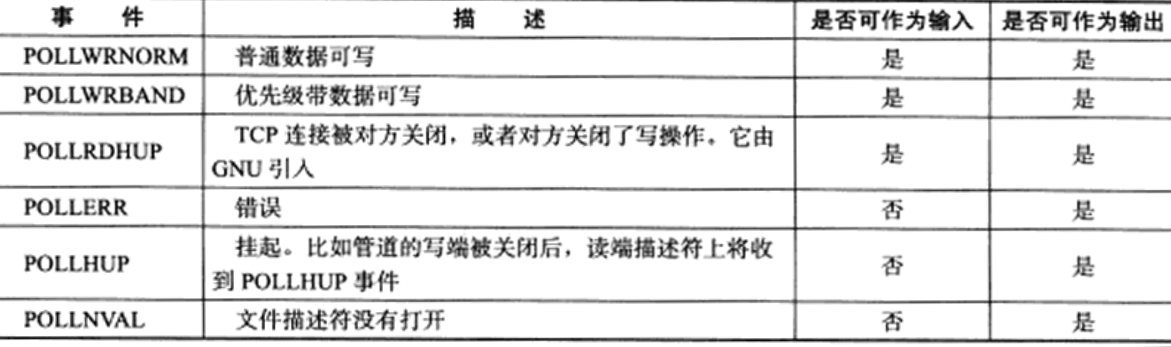 事 件 描 述 是否可作为输入 是否可作为输出
POLLWRNORM 普通数据可写 是 是
POLLWRBAND 优先级带数据可写 是 是
POLLRDHUP TCP 连接被对方关闭，或者对方关闭了写操作。它由 是 是
GNU 引入
POLLERR 错误 否 是
POLLHUP 挂起。比如管道的写端被关闭后，读端描述符上将收 否 是
到 POLLHUP 事件
POLLNVAL 文件描述符没有打开 否 是